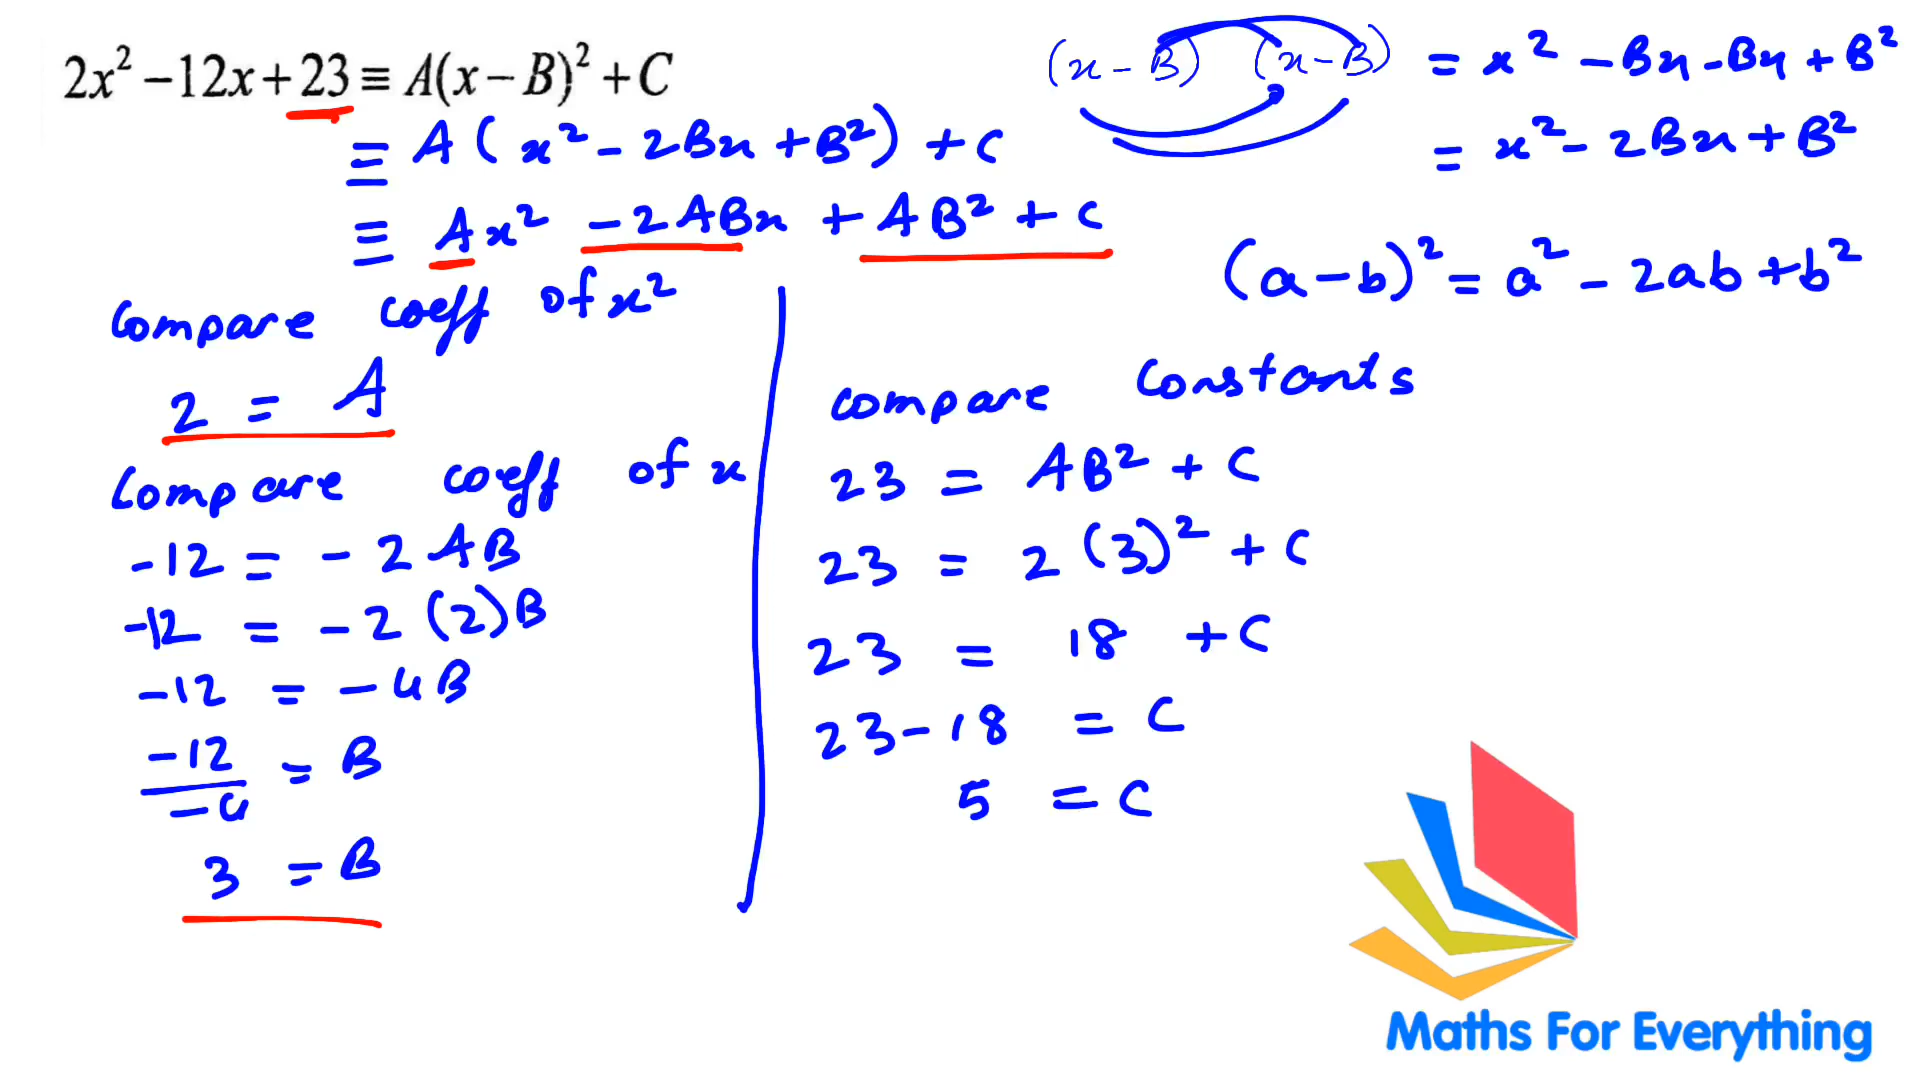 2x² −12x+23 ≡ A(x−B)² +C
≡ A(x² - 2Bx + B²) + C
≡ Ax² - 2ABx + AB² + C
compare coeff of x²
2 = A
compare coeff of x
-12 = -2AB
-12 = -2(2)B
-12 = -4B
-12/-4 = B
3 = B
(x-B) (x-B) = x² - Bx - Bx + B²
= x² - 2Bx + B²
(a-b)² = a² - 2ab + b²
compare constants
23 = AB² + C
23 = 2(3)² + C
23 = 18 + C
23-18 = C
5 = C
Maths For Everything